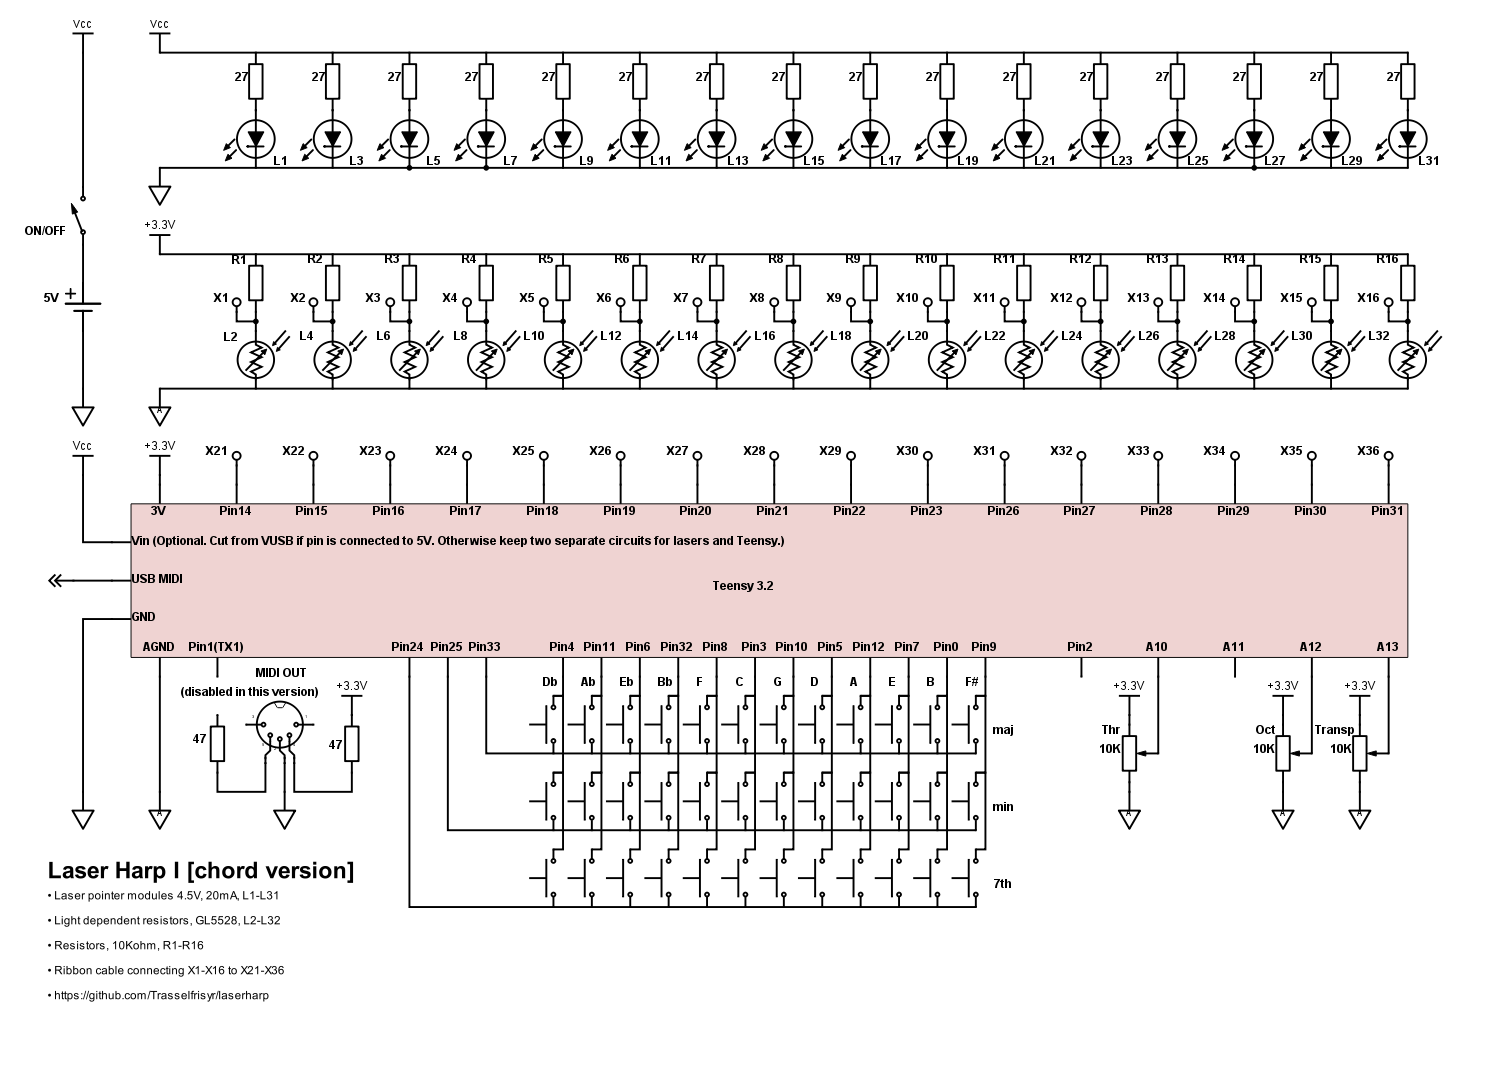 Vcc Vcc
27 27 27 27 27 27 27 27 27 27 27 27 27 27 27 27
L1 L3 L5 L7 L9 L11 L13 L15 L17 L19 L21 L23 L25 L27 L29 L31
ON/OFF
+3.3V
R1 R2 R3 R4 R5 R6 R7 R8 R9 R10 R11 R12 R13 R14 R15 R16
5V +
X1 X2 X3 X4 X5 X6 X7 X8 X9 X10 X11 X12 X13 X14 X15 X16
L2 L4 L6 L8 L10 L12 L14 L16 L18 L20 L22 L24 L26 L28 L30 L32
A
Vcc +3.3V
X21 X22 X23 X24 X25 X26 X27 X28 X29 X30 X31 X32 X33 X34 X35 X36
3V Pin14 Pin15 Pin16 Pin17 Pin18 Pin19 Pin20 Pin21 Pin22 Pin23 Pin26 Pin27 Pin28 Pin29 Pin30 Pin31
Vin (Optional. Cut from VUSB if pin is connected to 5V. Otherwise keep two separate circuits for lasers and Teensy.)
USB MIDI
Teensy 3.2
GND
AGND Pin1(TX1) Pin24 Pin25 Pin33 Pin4 Pin11 Pin6 Pin32 Pin8 Pin3 Pin10 Pin5 Pin12 Pin7 Pin0 Pin9 Pin2 A10 A11 A12 A13
MIDI OUT
(disabled in this version)
+3.3V
Db Ab Eb Bb F C G D A E B F#
+3.3V +3.3V +3.3V
47 47
maj
Thr Oct Transp
10K 10K 10K
min
A A A A
7th
Laser Harp I [chord version]
• Laser pointer modules 4.5V, 20mA, L1-L31
• Light dependent resistors, GL5528, L2-L32
• Resistors, 10Kohm, R1-R16
• Ribbon cable connecting X1-X16 to X21-X36
• https://github.com/Trasselfrisyr/laserharp